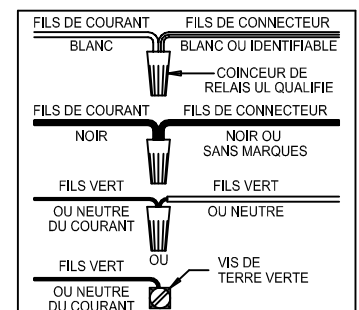 FILS DE COURANT FILS DE CONNECTEUR
BLANC BLANC OU IDENTIFIABLE
COINCEUR DE
RELAIS UL QUALIFIE
FILS DE COURANT FILS DE CONNECTEUR
NOIR NOIR OU
SANS MARQUES
FILS VERT FILS VERT
OU NEUTRE OU NEUTRE
DU COURANT
OU
FILS VERT VIS DE
TERRE VERTE
OU NEUTRE
DU COURANT